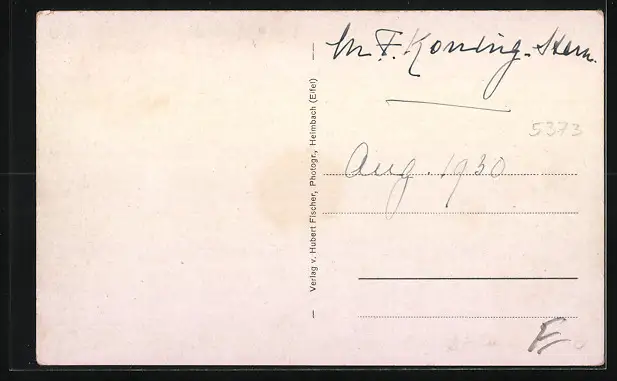 M. F. Koning-Stern.
5373
Aug. 1930
Verlag v. Hubert Fischer, Photogr., Heimbach (Eifel)
F